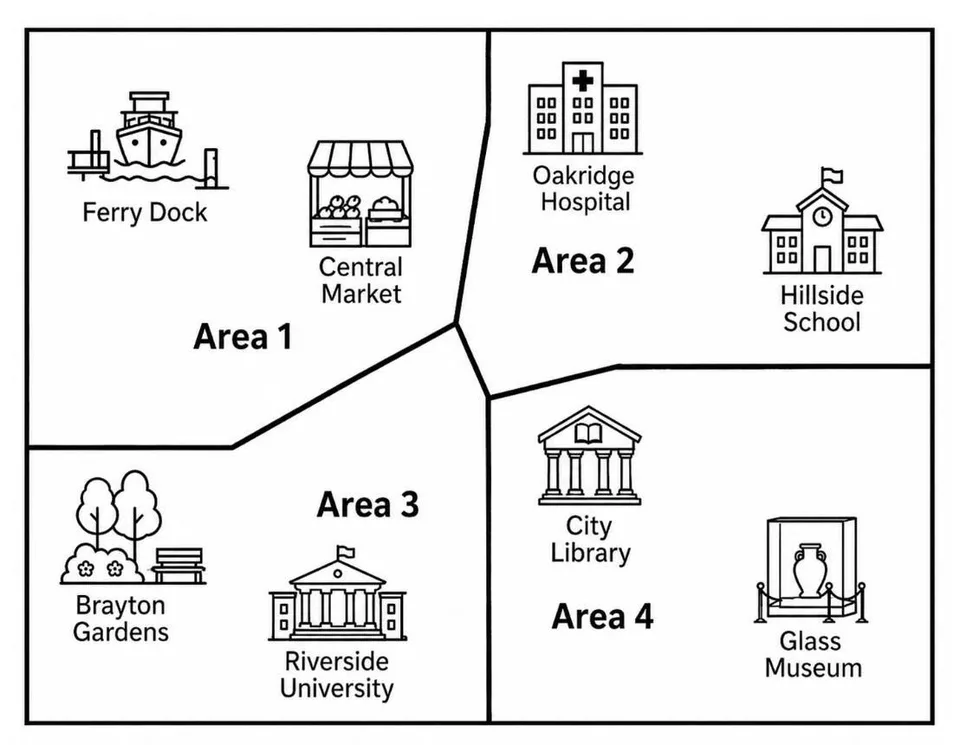 Ferry Dock
Central
Market
Area 1
Oakridge
Hospital
Area 2
Hillside
School
Area 3
Brayton
Gardens
Riverside
University
City
Library
Area 4
Glass
Museum